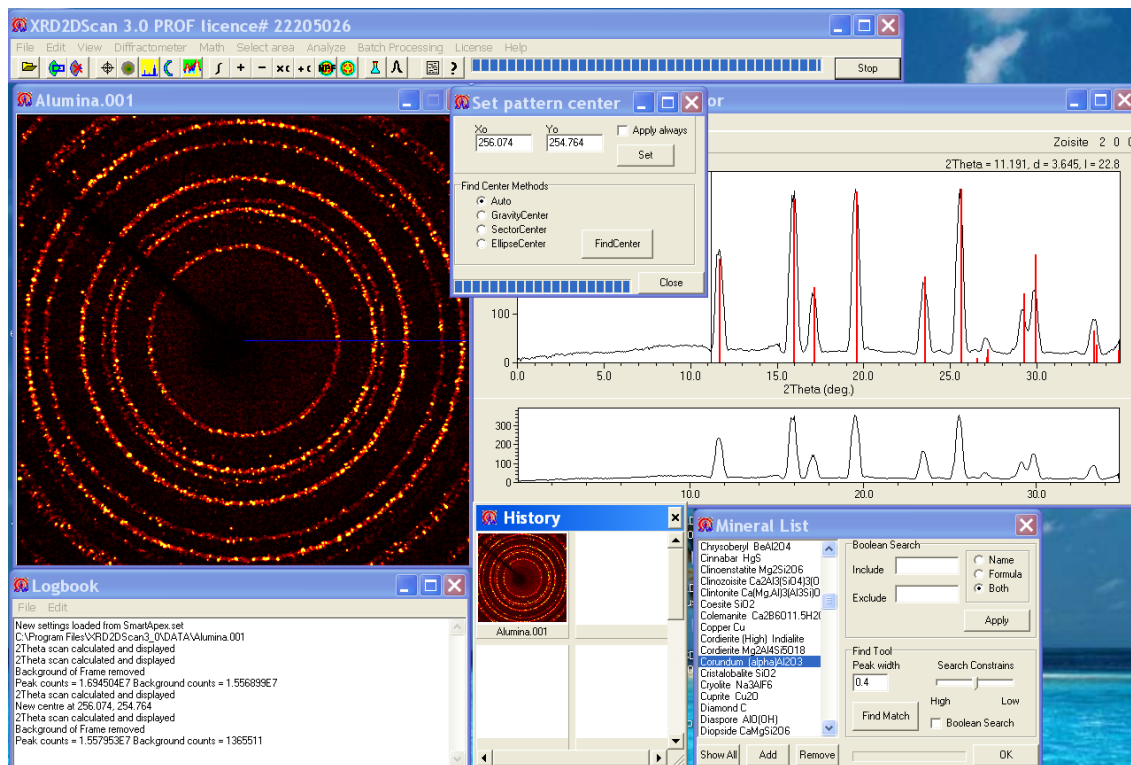 XRD2DScan 3.0 PROF licence# 22205026
File Edit View Diffractometer Math Select area Analyze Batch Processing License Help
Stop
Alumina.001
Set pattern center
Xo Yo
256.074 254.764
Apply always
Set
Find Center Methods
Auto
GravityCenter
SectorCenter
EllipseCenter
FindCenter
Close
or
Zoisite 2 0
2Theta = 11.191, d = 3.645, I = 22.8
100
0
0.0 5.0 10.0 15.0 20.0 25.0 30.0
2Theta (deg.)
300
200
100
0
10.0 20.0 30.0
Logbook
File Edit
New settings loaded from SmartApex.set
C:\Program Files\XRD2DScan3_0\DATA\Alumina.001
2Theta scan calculated and displayed
2Theta scan calculated and displayed
Background of Frame removed
Peak counts = 1.694504E7 Background counts = 1.556899E7
2Theta scan calculated and displayed
New centre at 256.074, 254.764
2Theta scan calculated and displayed
Background of Frame removed
Peak counts = 1.557953E7 Background counts = 1365511
History
Alumina.001
Mineral List
Chrysoberyl BeAl2O4
Cinnabar HgS
Clinoenstatite Mg2Si2O6
Clinozoisite Ca2Al3(SiO4)3(O
Clintonite Ca(Mg,Al)3(Al3Si)O
Coesite SiO2
Colemanite Ca2B6O11.5H2O
Copper Cu
Cordierite (High) Indialite
Cordierite Mg2Al4Si5O18
Corundum (alpha)Al2O3
Cristalobalite SiO2
Cryolite Na3AlF6
Cuprite Cu2O
Diamond C
Diaspore AlO(OH)
Diopside CaMgSi2O6
Show All Add Remove
Boolean Search
Include
Exclude
Name
Formula
Both
Apply
Find Tool
Peak width
0.4
Search Constrains
High Low
Find Match
Boolean Search
OK